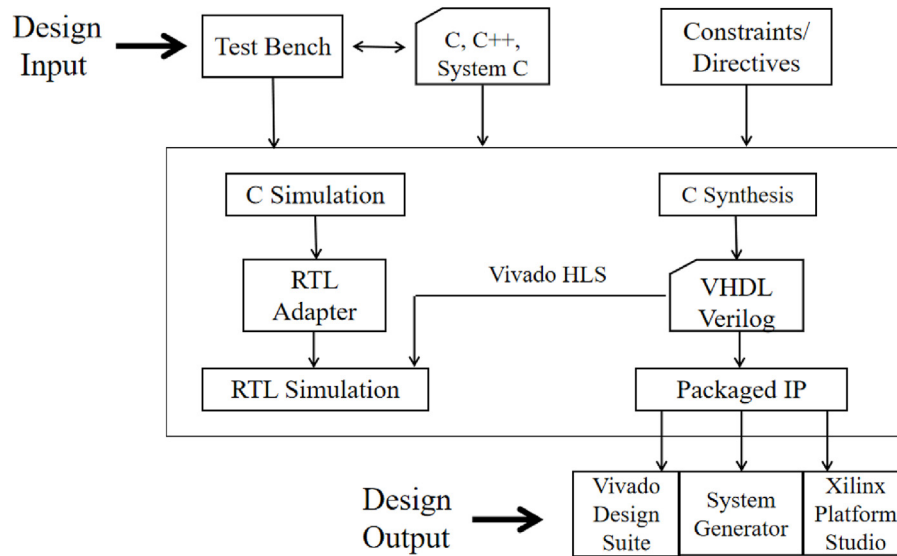 Design
Input
Test Bench
C, C++,
System C
Constraints/
Directives
C Simulation
C Synthesis
RTL
Adapter
Vivado HLS
VHDL
Verilog
RTL Simulation
Packaged IP
Design
Output
Vivado
Design
Suite
System
Generator
Xilinx
Platform
Studio